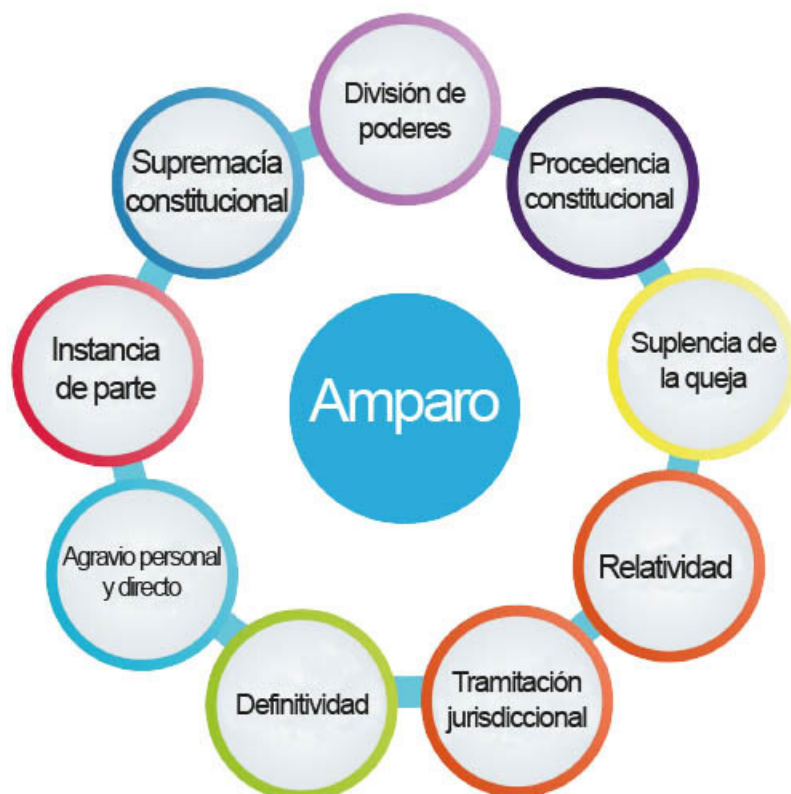 División de
poderes
Procedencia
constitucional
Suplencia de
la queja
Relatividad
Tramitación
jurisdiccional
Definitividad
Agravio personal
y directo
Instancia
de parte
Supremacía
constitucional
Amparo